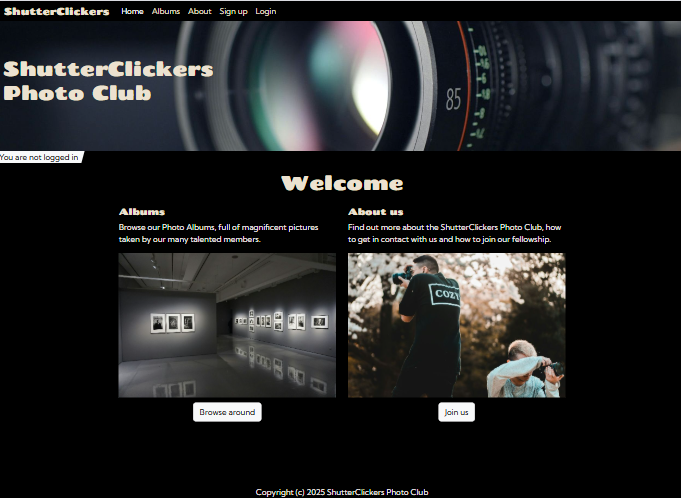 ShutterClickers Home Albums About Sign up Login
ShutterClickers
Photo Club
85
You are not logged in
Welcome
Albums
Browse our Photo Albums, full of magnificent pictures
taken by our many talented members.
About us
Find out more about the ShutterClickers Photo Club, how
to get in contact with us and how to join our fellowship.
COZY
Browse around
Join us
Copyright (c) 2025 ShutterClickers Photo Club